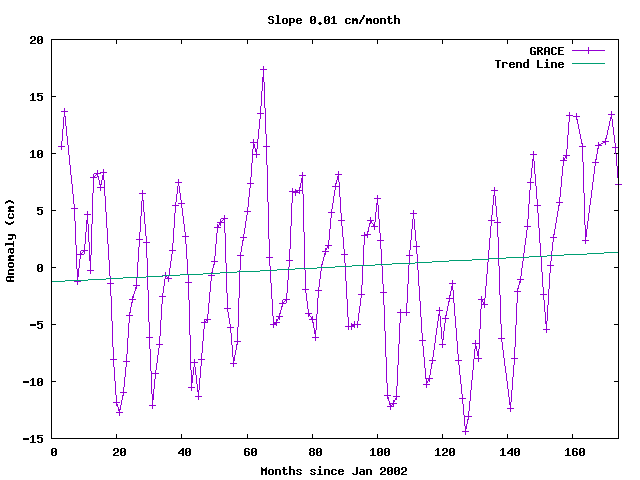 Slope 0.01 cm/month
GRACE
Trend Line
Anomaly (cm)
20
15
10
5
0
-5
-10
-15
0 20 40 60 80 100 120 140 160
Months since Jan 2002